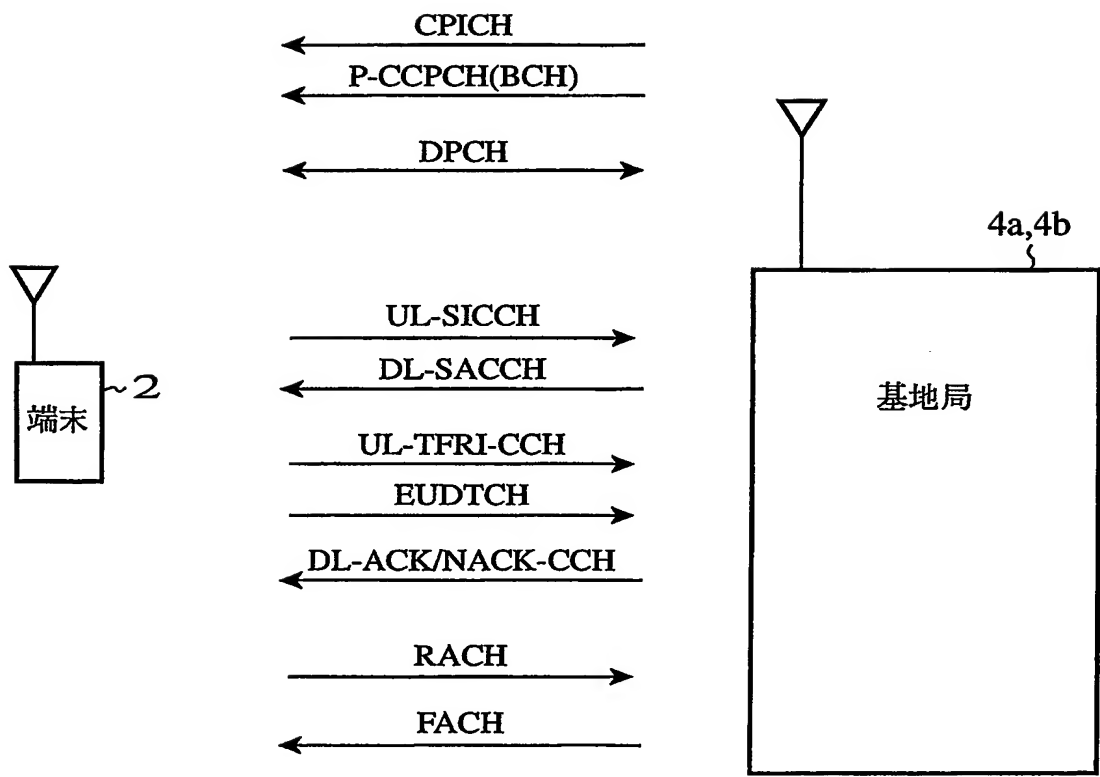 CPICH
P-CCPCH(BCH)
DPCH
4a,4b
UL-SICCH
DL-SACCH
2
端末
基地局
UL-TFRI-CCH
EUDTCH
DL-ACK/NACK-CCH
RACH
FACH